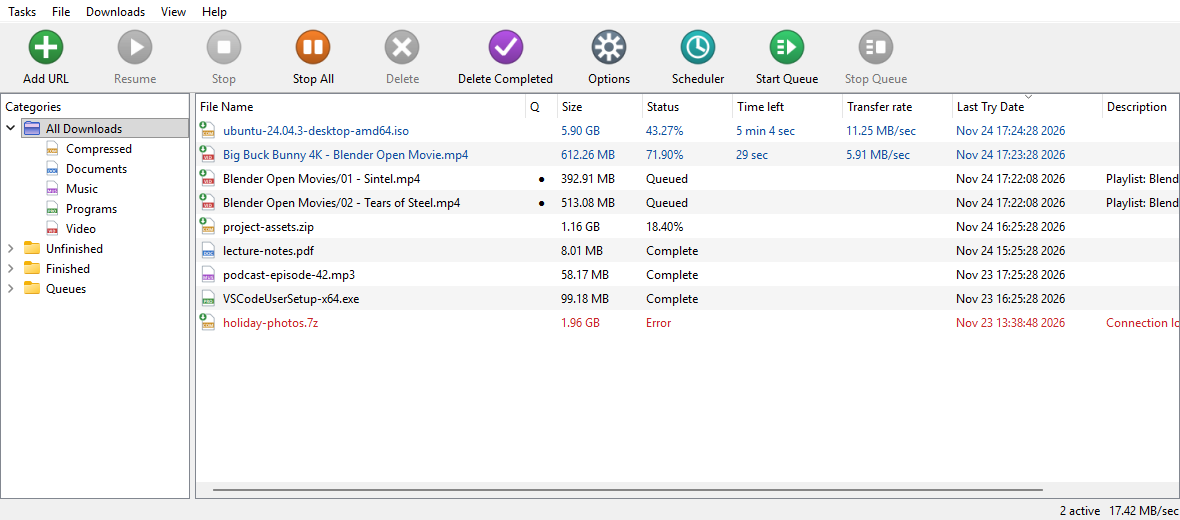 Tasks File Downloads View Help
Add URL Resume Stop Stop All Delete Delete Completed Options Scheduler Start Queue Stop Queue
Categories
All Downloads
Compressed
Documents
Music
Programs
Video
Unfinished
Finished
Queues
File Name Q Size Status Time left Transfer rate Last Try Date Description
ubuntu-24.04.3-desktop-amd64.iso 5.90 GB 43.27% 5 min 4 sec 11.25 MB/sec Nov 24 17:24:28 2026
Big Buck Bunny 4K - Blender Open Movie.mp4 612.26 MB 71.90% 29 sec 5.91 MB/sec Nov 24 17:23:28 2026
Blender Open Movies/01 - Sintel.mp4 ● 392.91 MB Queued Nov 24 17:22:08 2026 Playlist: Blend
Blender Open Movies/02 - Tears of Steel.mp4 ● 513.08 MB Queued Nov 24 17:22:08 2026 Playlist: Blend
project-assets.zip 1.16 GB 18.40% Nov 24 16:25:28 2026
lecture-notes.pdf 8.01 MB Complete Nov 24 15:25:28 2026
podcast-episode-42.mp3 58.17 MB Complete Nov 23 17:25:28 2026
VSCodeUserSetup-x64.exe 99.18 MB Complete Nov 23 16:25:28 2026
holiday-photos.7z 1.96 GB Error Nov 23 13:38:48 2026 Connection lo
2 active 17.42 MB/sec